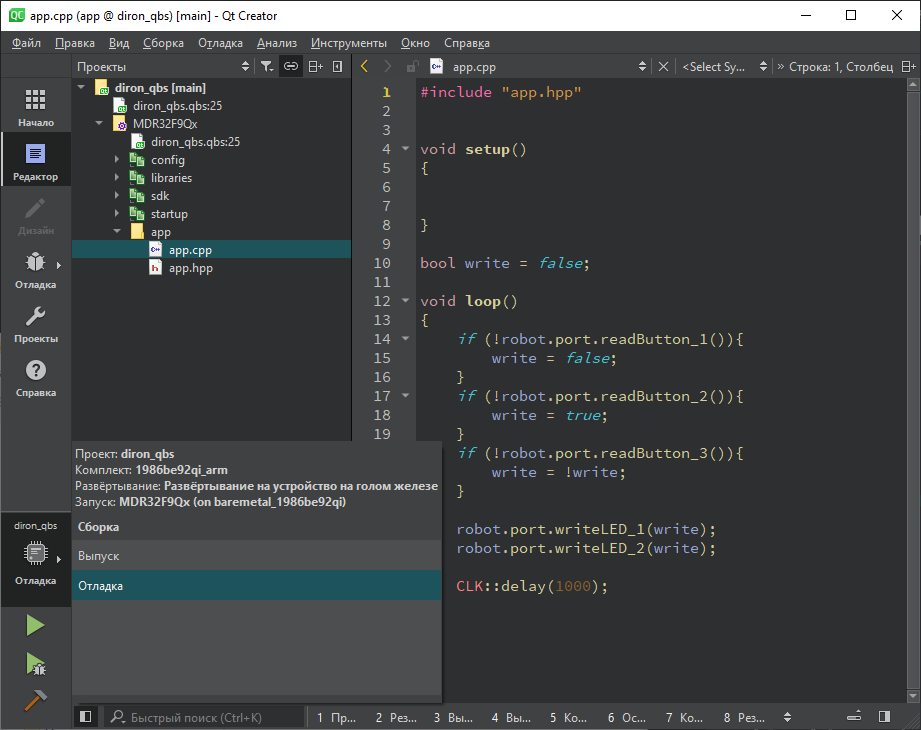 app.cpp (app @ diron_qbs) [main] - Qt Creator
Файл Правка Вид Сборка Отладка Анализ Инструменты Окно Справка
Проекты
app.cpp
<Select Sy...
» Строка: 1, Столбец
Начало
Редактор
Дизайн
Отладка
Проекты
Справка
diron_qbs [main]
diron_qbs.qbs:25
MDR32F9Qx
diron_qbs.qbs:25
config
libraries
sdk
startup
app
app.cpp
app.hpp
1 #include "app.hpp"
2
3
4 void setup()
5 {
6
7
8 }
9
10 bool write = false;
11
12 void loop()
13 {
14 if (!robot.port.readButton_1()){
15 write = false;
16 }
17 if (!robot.port.readButton_2()){
18 write = true;
19 }
if (!robot.port.readButton_3()){
write = !write;
}
robot.port.writeLED_1(write);
robot.port.writeLED_2(write);
CLK::delay(1000);
Проект: diron_qbs
Комплект: 1986be92qi_arm
Развёртывание: Развёртывание на устройство на голом железе
Запуск: MDR32F9Qx (on baremetal_1986be92qi)
Сборка
Выпуск
Отладка
diron_qbs
Отладка
Быстрый поиск (Ctrl+K)
1 Пр... 2 Рез... 3 Вы... 4 Вы... 5 Ко... 6 Ос... 7 Ко... 8 Рез...